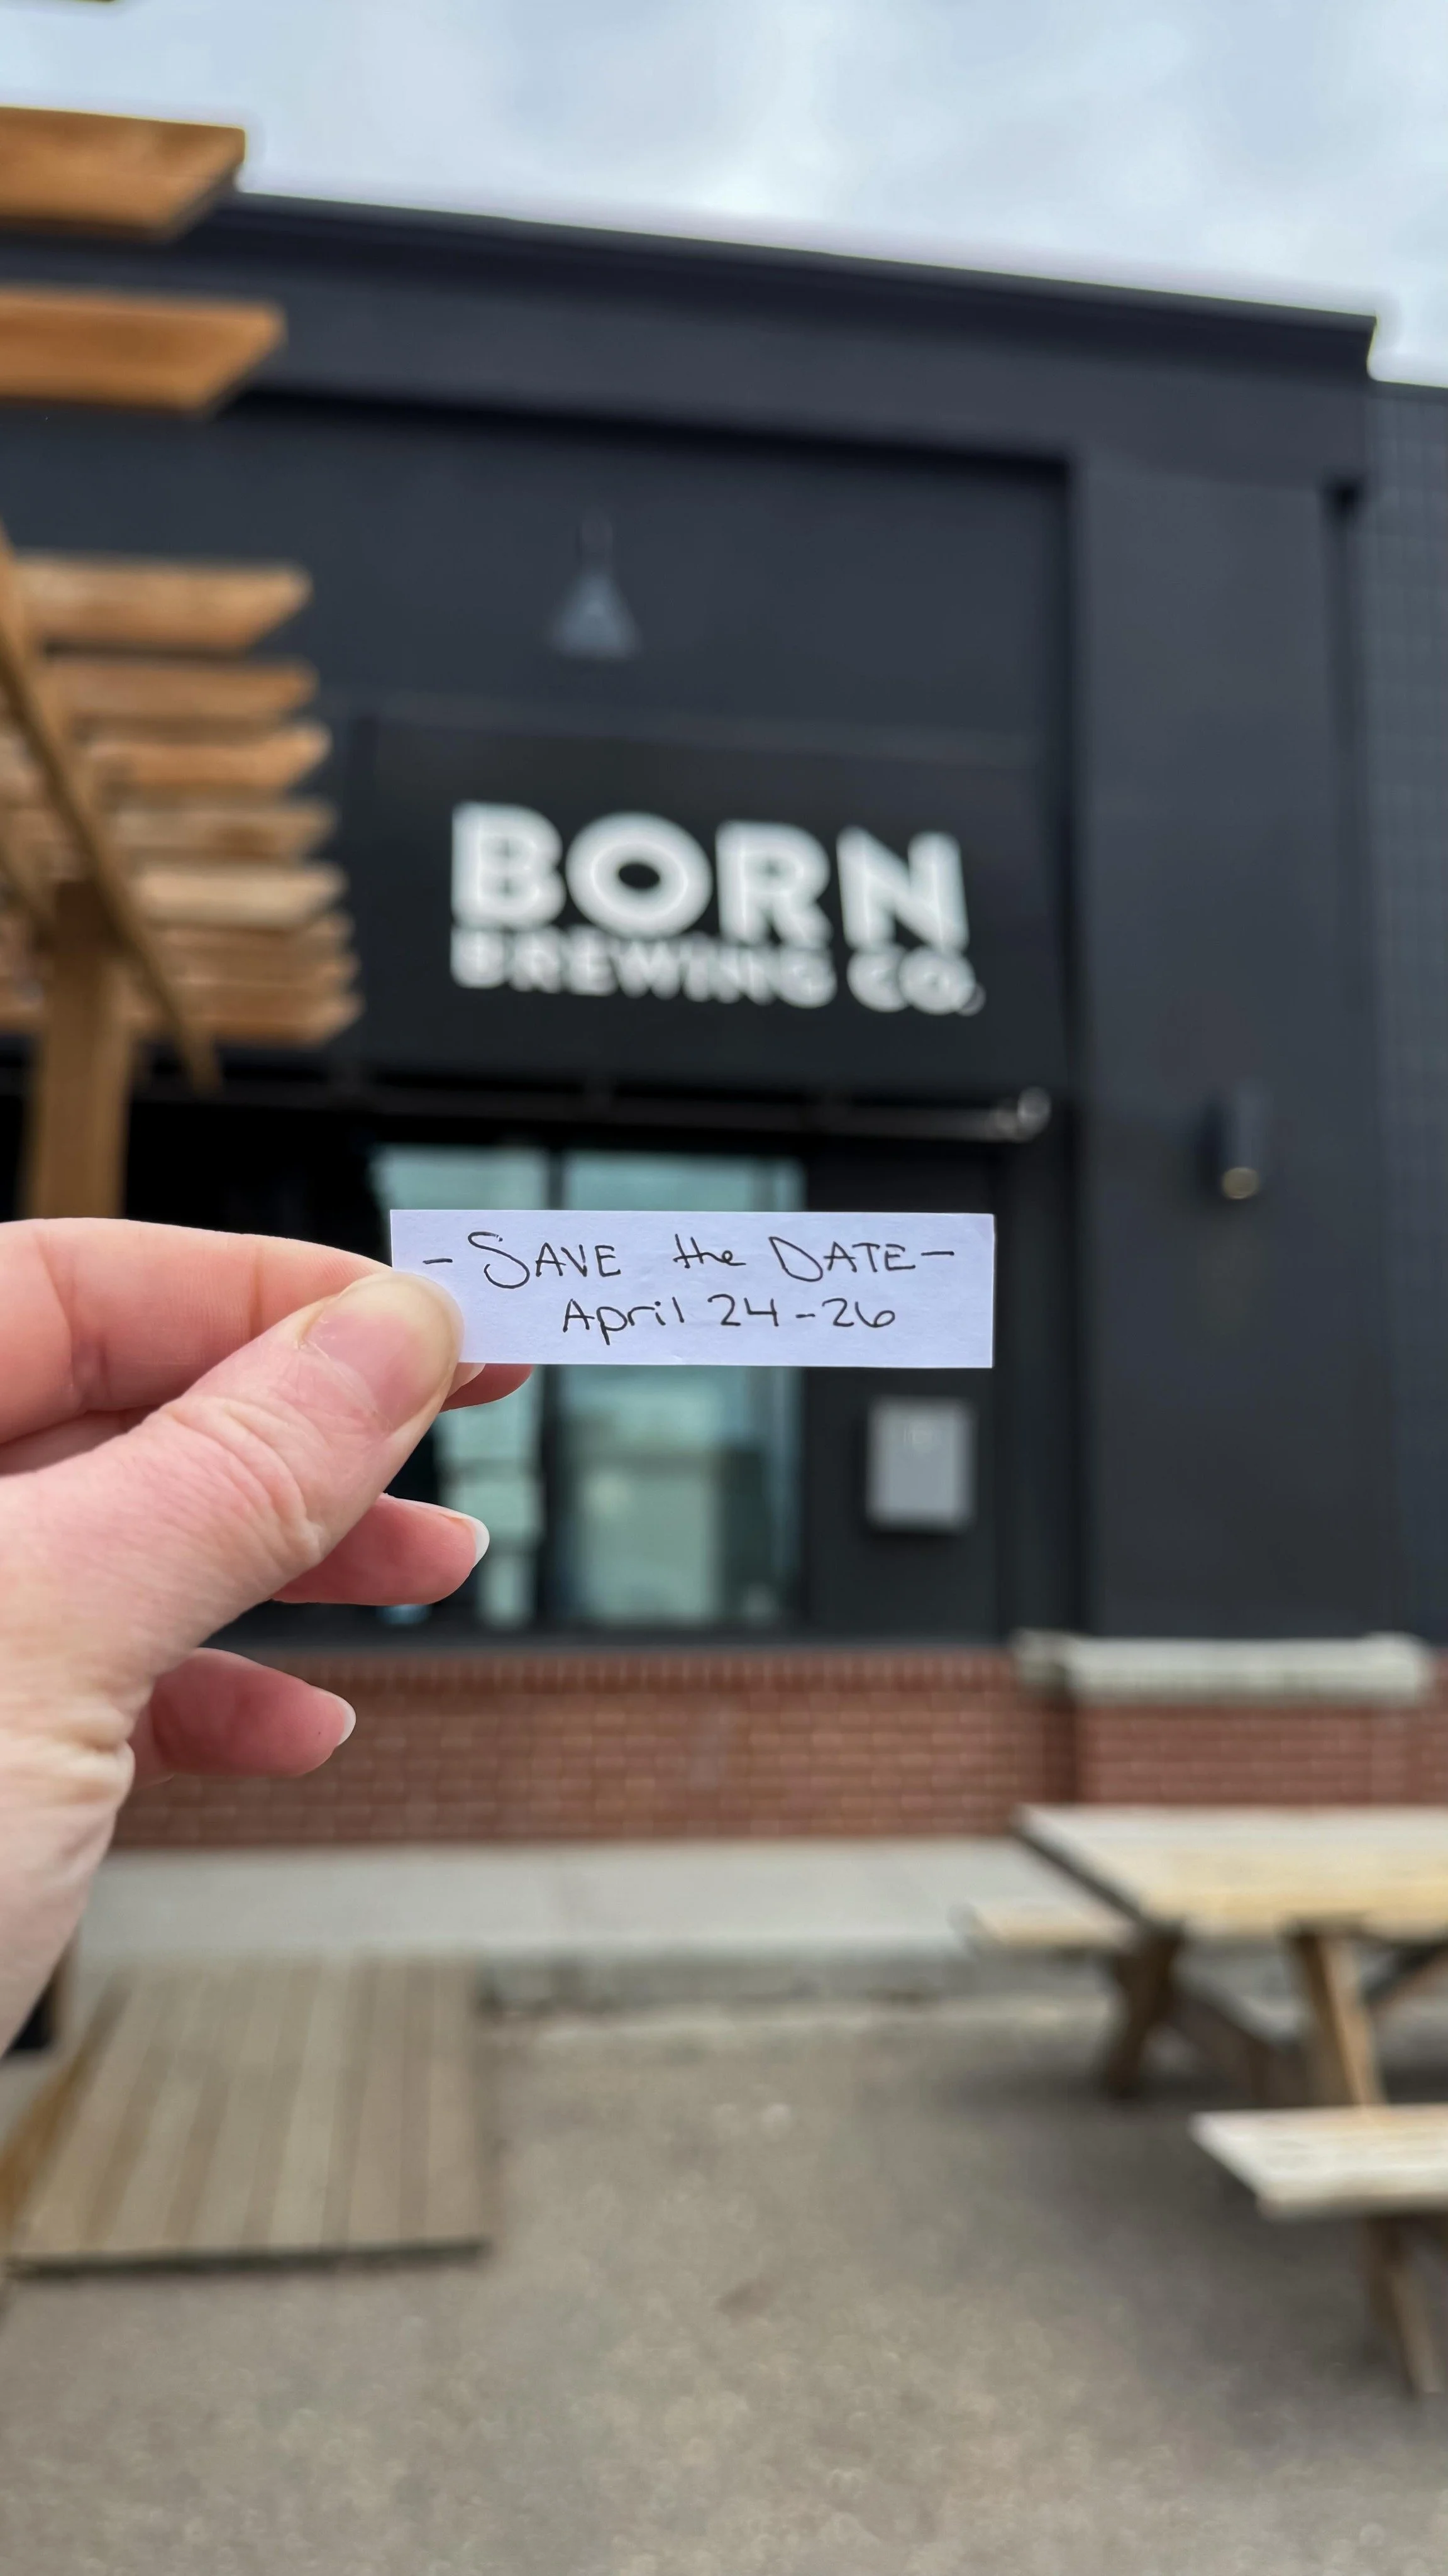 BORN
BREWING CO.
- SAVE the DATE -
April 24-26